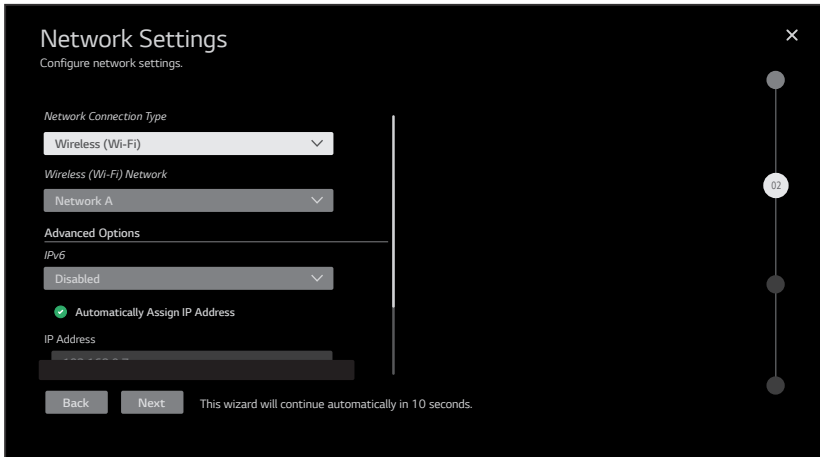 Network Settings
Configure network settings.
Network Connection Type
Wireless (Wi-Fi)
Wireless (Wi-Fi) Network
Network A
02
Advanced Options
IPv6
Disabled
Automatically Assign IP Address
IP Address
Back Next This wizard will continue automatically in 10 seconds.